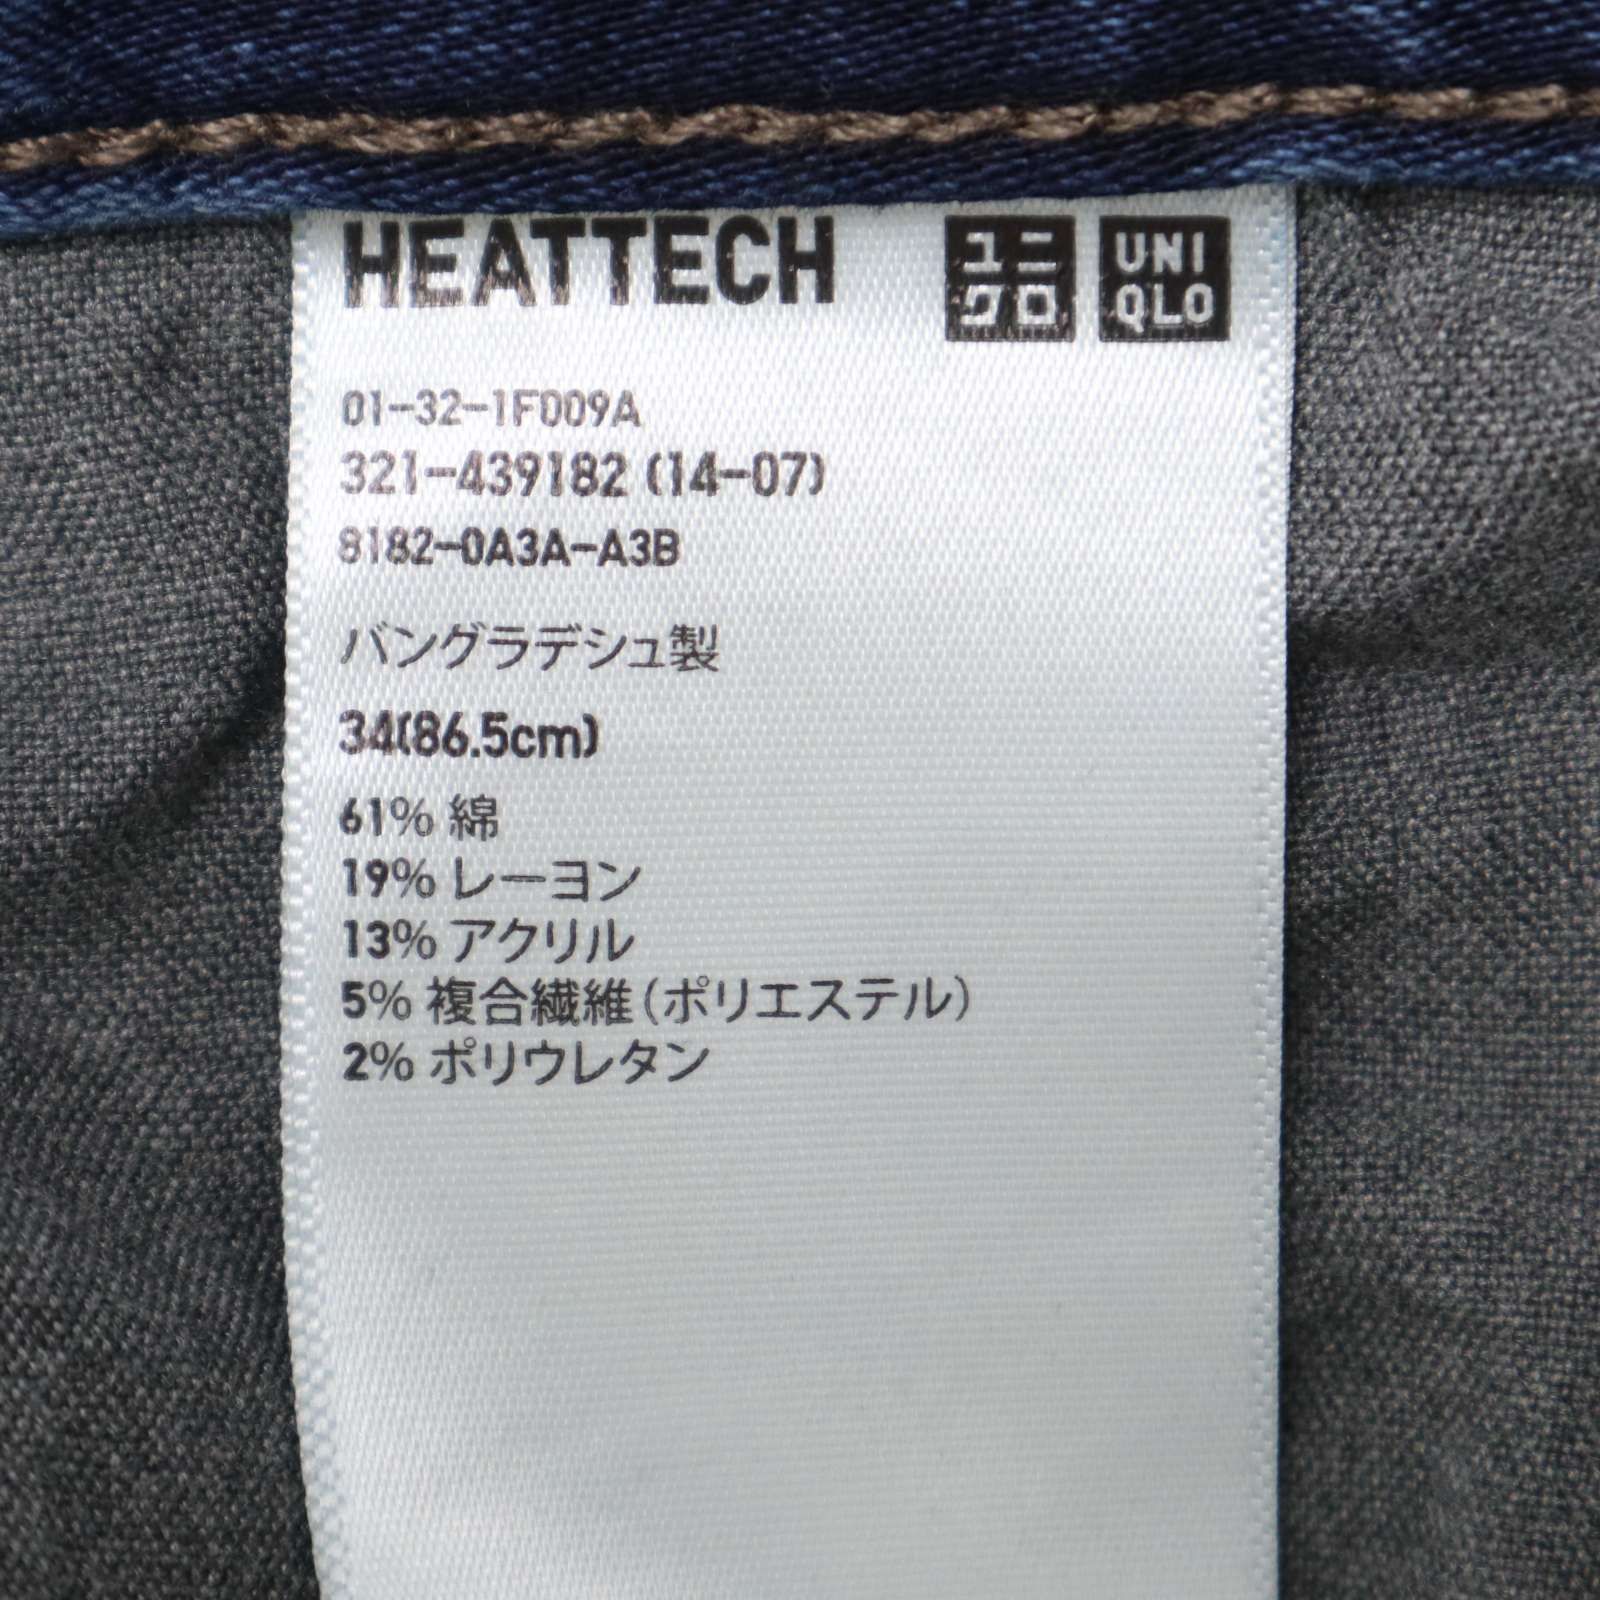 HEATTECH ユニクロ UNIQLO
01-32-1F009A
321-439182 (14-07)
8182-0A3A-A3B
バングラデシュ製
34(86.5cm)
61% 綿
19% レーヨン
13% アクリル
5% 複合繊維(ポリエステル)
2% ポリウレタン